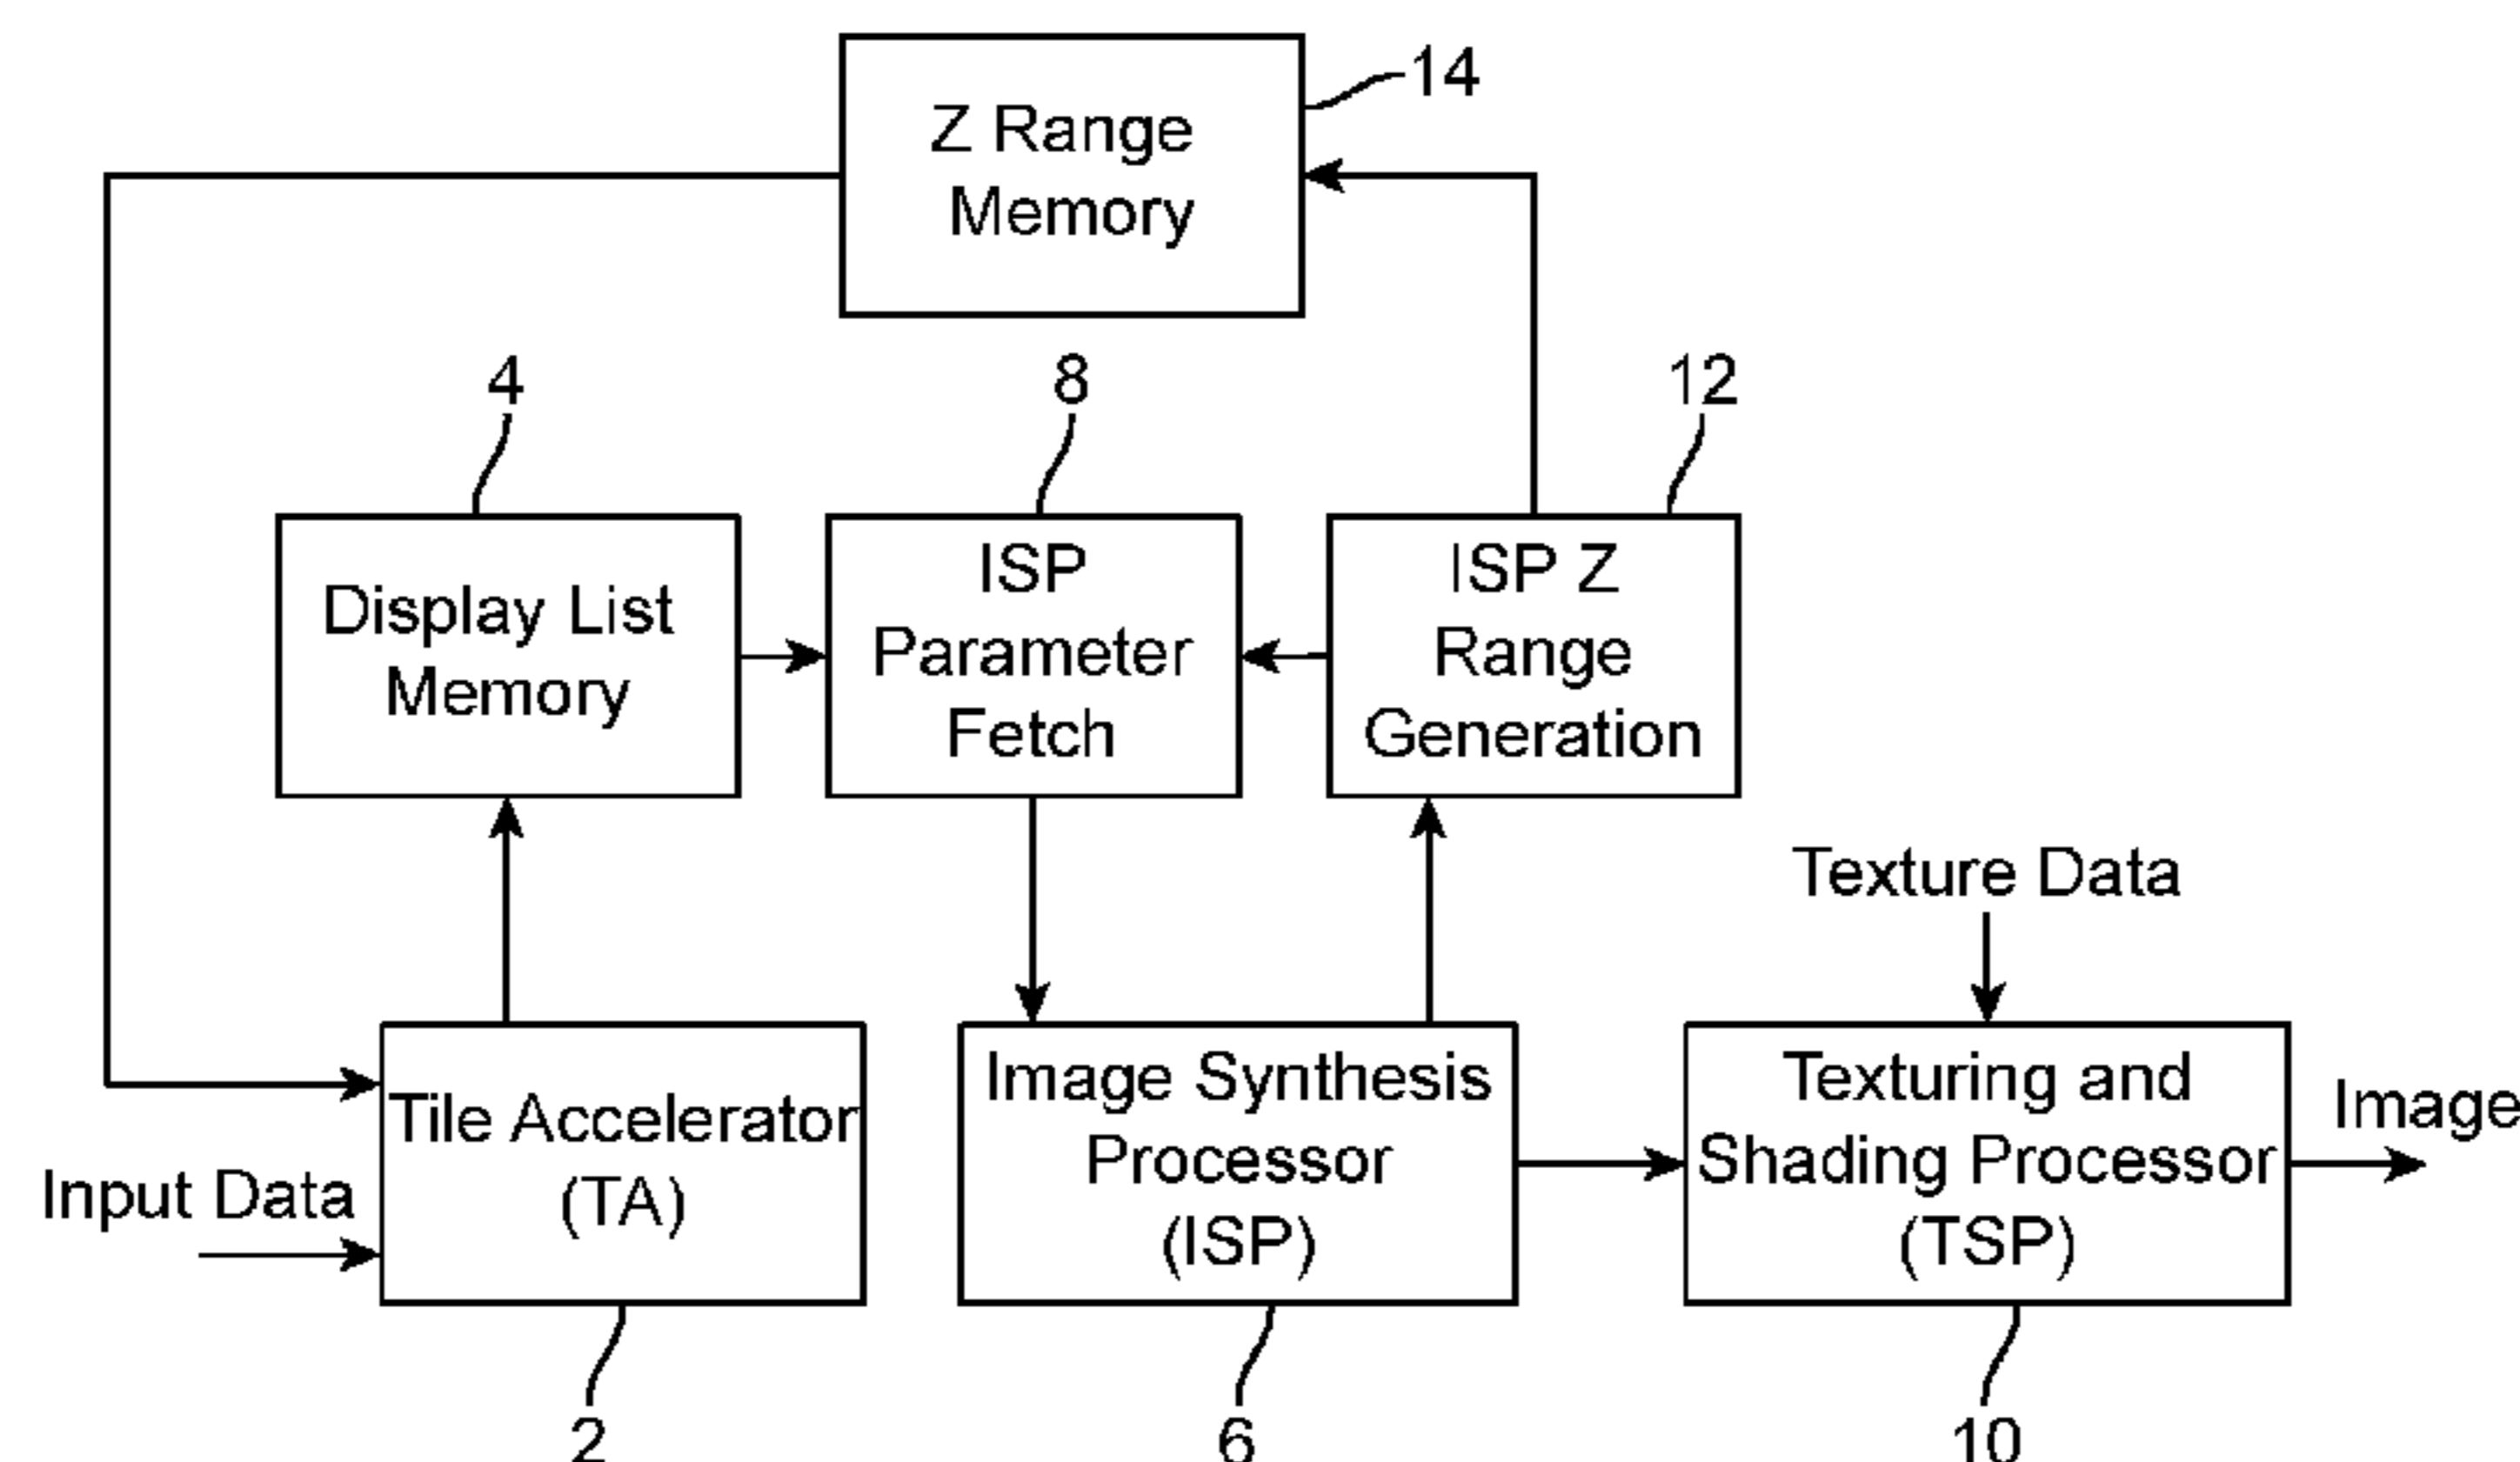 14
Z Range
Memory
4
8
12
Display List
Memory
ISP
Parameter
Fetch
ISP Z
Range
Generation
Texture Data
Input Data
Tile Accelerator
(TA)
Image Synthesis
Processor
(ISP)
Texturing and
Shading Processor
(TSP)
Image
2
6
10